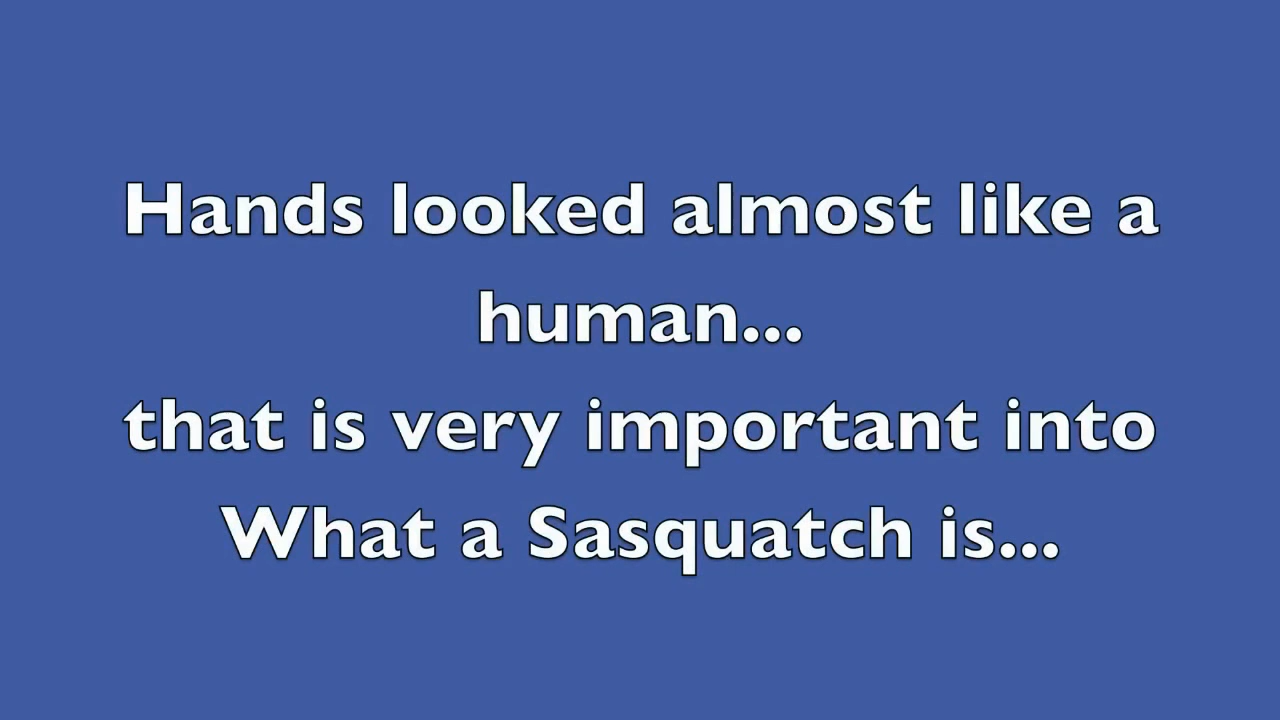 Hands looked almost like a
human...
that is very important into
What a Sasquatch is...